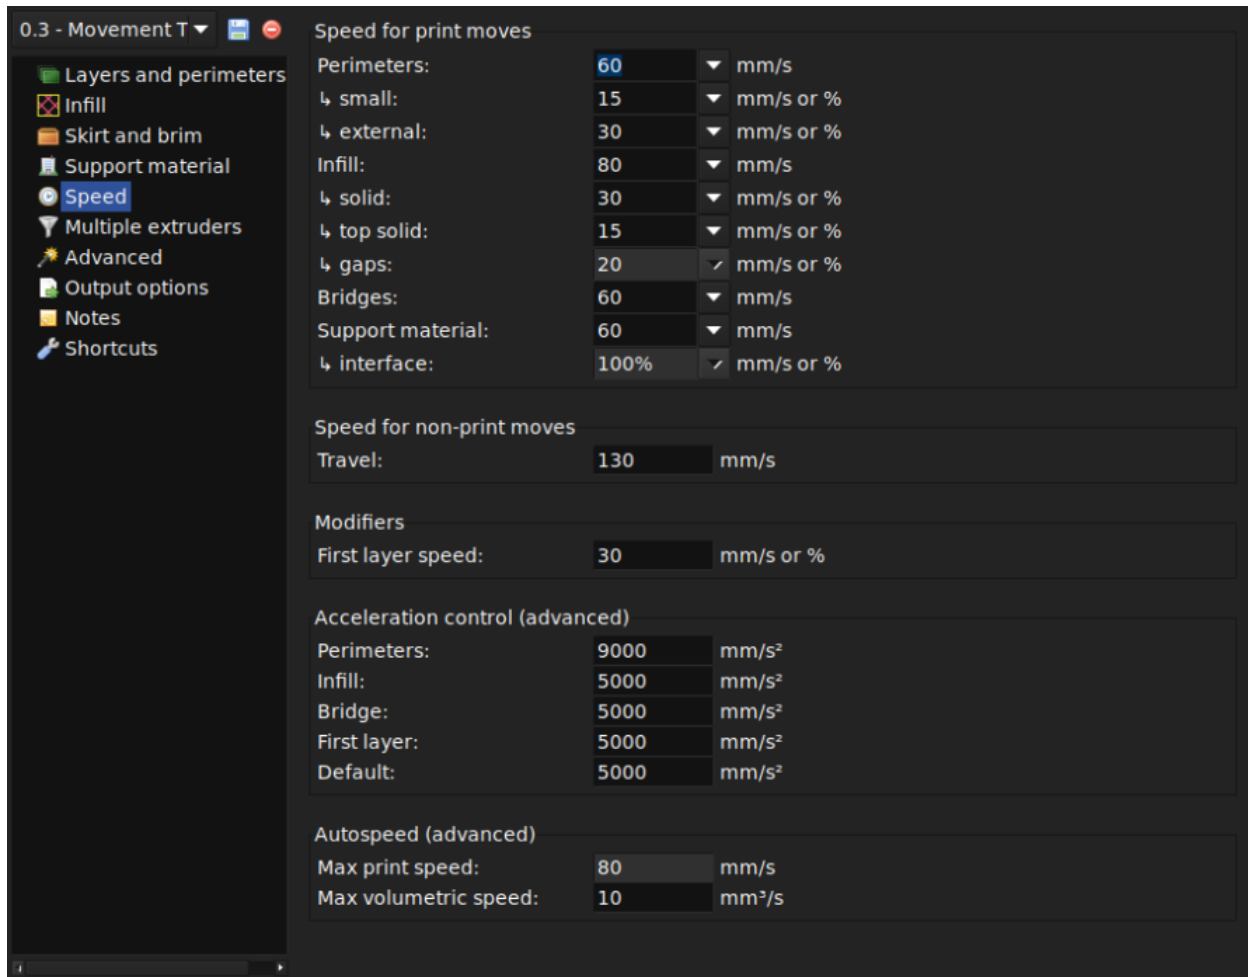 0.3 - Movement T
Layers and perimeters
Infill
Skirt and brim
Support material
Speed
Multiple extruders
Advanced
Output options
Notes
Shortcuts
Speed for print moves
Perimeters: 60 mm/s
↳ small: 15 mm/s or %
↳ external: 30 mm/s or %
Infill: 80 mm/s
↳ solid: 30 mm/s or %
↳ top solid: 15 mm/s or %
↳ gaps: 20 mm/s or %
Bridges: 60 mm/s
Support material: 60 mm/s
↳ interface: 100% mm/s or %
Speed for non-print moves
Travel: 130 mm/s
Modifiers
First layer speed: 30 mm/s or %
Acceleration control (advanced)
Perimeters: 9000 mm/s²
Infill: 5000 mm/s²
Bridge: 5000 mm/s²
First layer: 5000 mm/s²
Default: 5000 mm/s²
Autospeed (advanced)
Max print speed: 80 mm/s
Max volumetric speed: 10 mm³/s